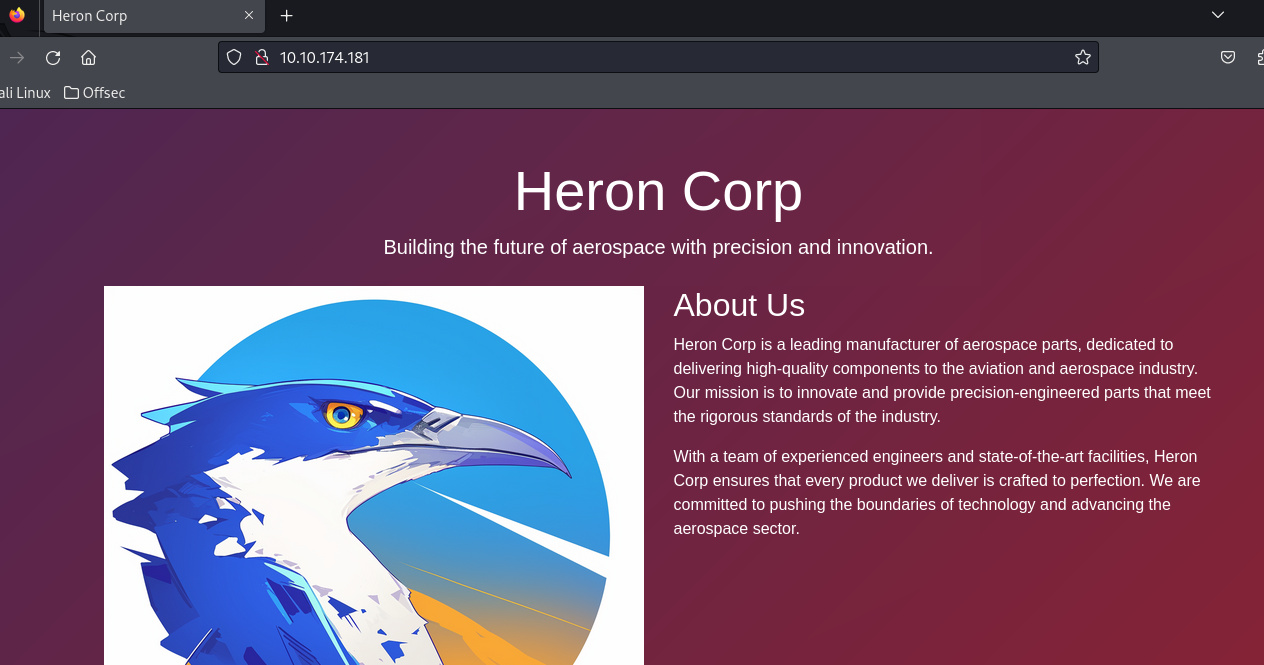 Heron Corp
10.10.174.181
ali Linux
Offsec
Heron Corp
Building the future of aerospace with precision and innovation.
About Us
Heron Corp is a leading manufacturer of aerospace parts, dedicated to
delivering high-quality components to the aviation and aerospace industry.
Our mission is to innovate and provide precision-engineered parts that meet
the rigorous standards of the industry.
With a team of experienced engineers and state-of-the-art facilities, Heron
Corp ensures that every product we deliver is crafted to perfection. We are
committed to pushing the boundaries of technology and advancing the
aerospace sector.